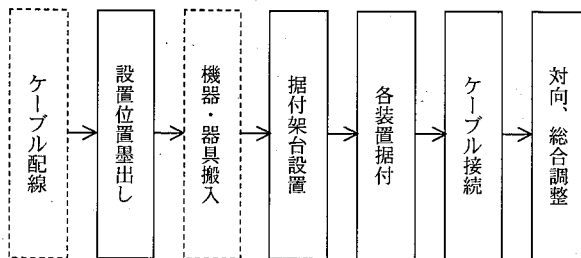 ケーブル配線
設置位置墨出し
機器・器具搬入
据付架台設置
各装置据付
ケーブル接続
対向、総合調整